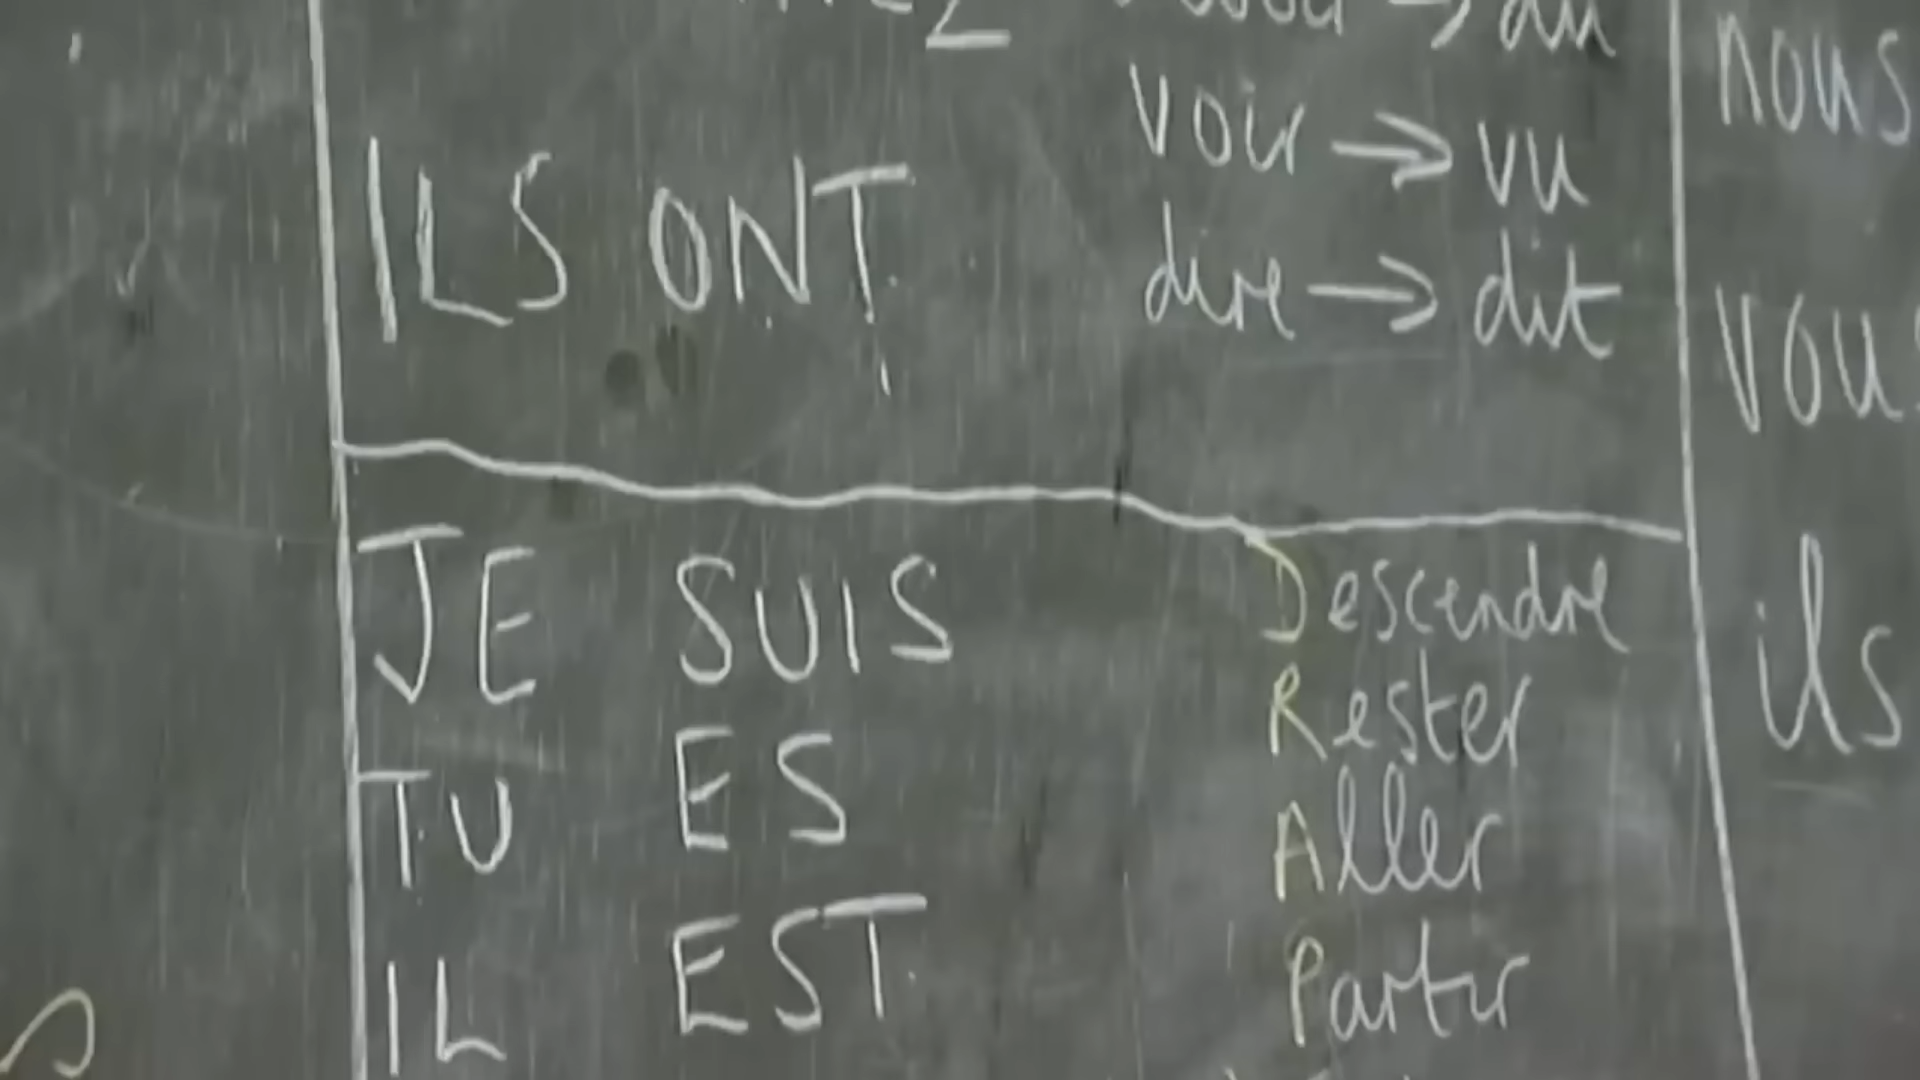 ILS ONT
voir → vu
dire → dit
JE SUIS Descendre
Rester
TU ES Aller
IL EST Partir
nous
vous
ils